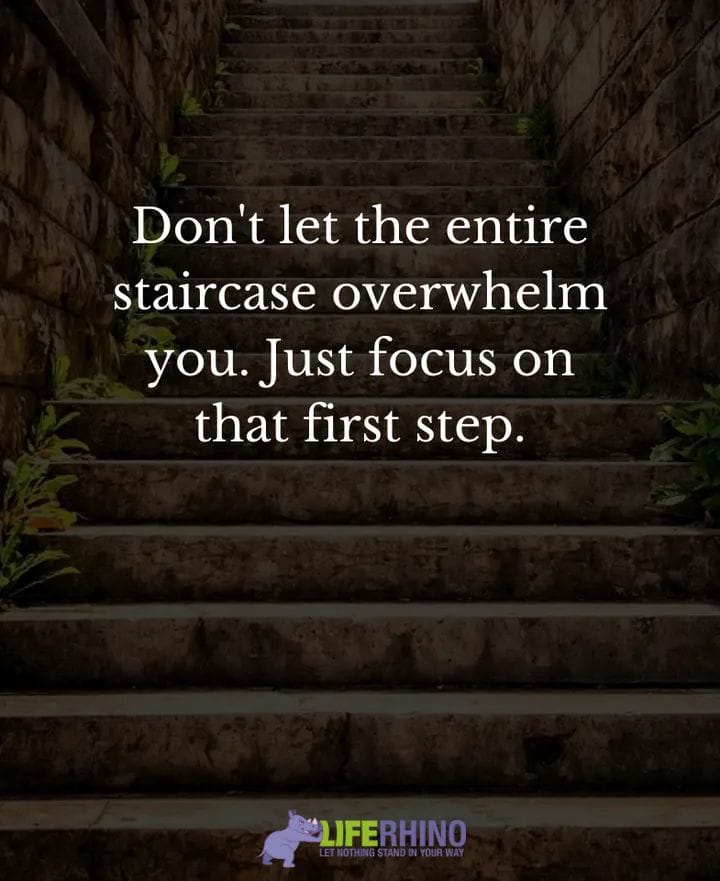 Don't let the entire
staircase overwhelm
you. Just focus on
that first step.
LIFERHINO
LET NOTHING STAND IN YOUR WAY